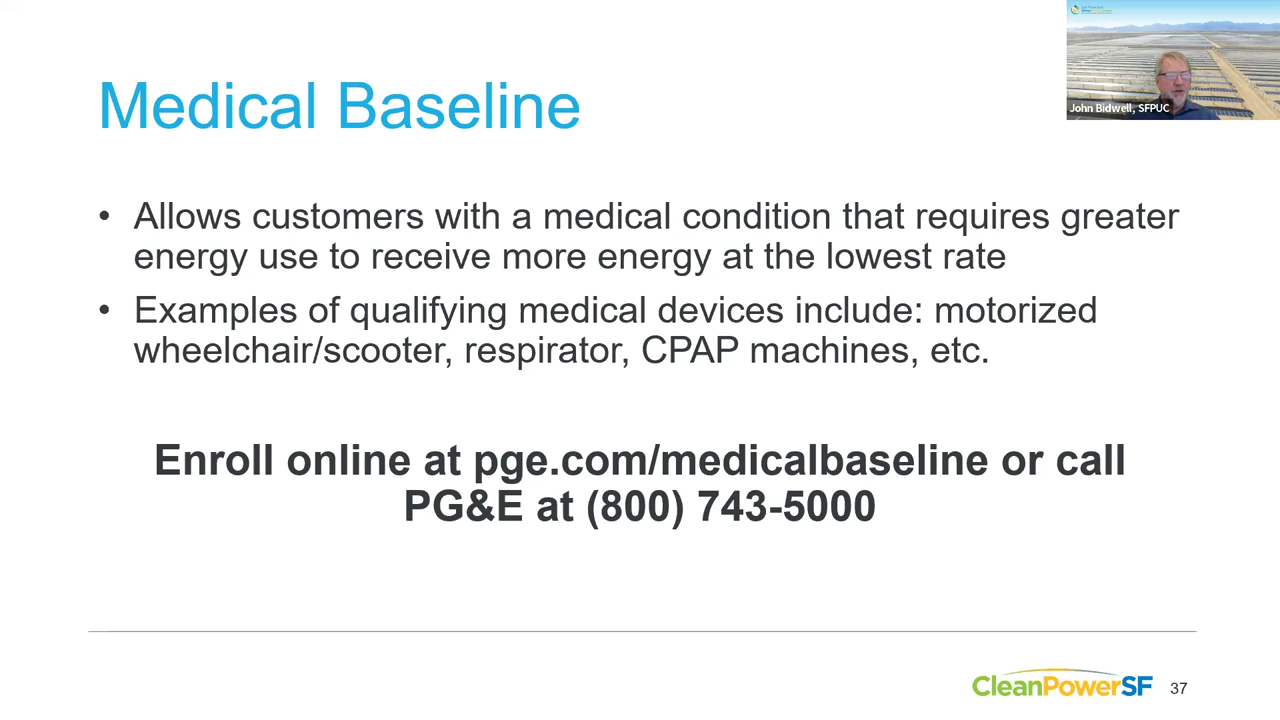 Medical Baseline
John Bidwell, SFPUC
• Allows customers with a medical condition that requires greater
energy use to receive more energy at the lowest rate
• Examples of qualifying medical devices include: motorized
wheelchair/scooter, respirator, CPAP machines, etc.
Enroll online at pge.com/medicalbaseline or call
PG&E at (800) 743-5000
CleanPowerSF
37